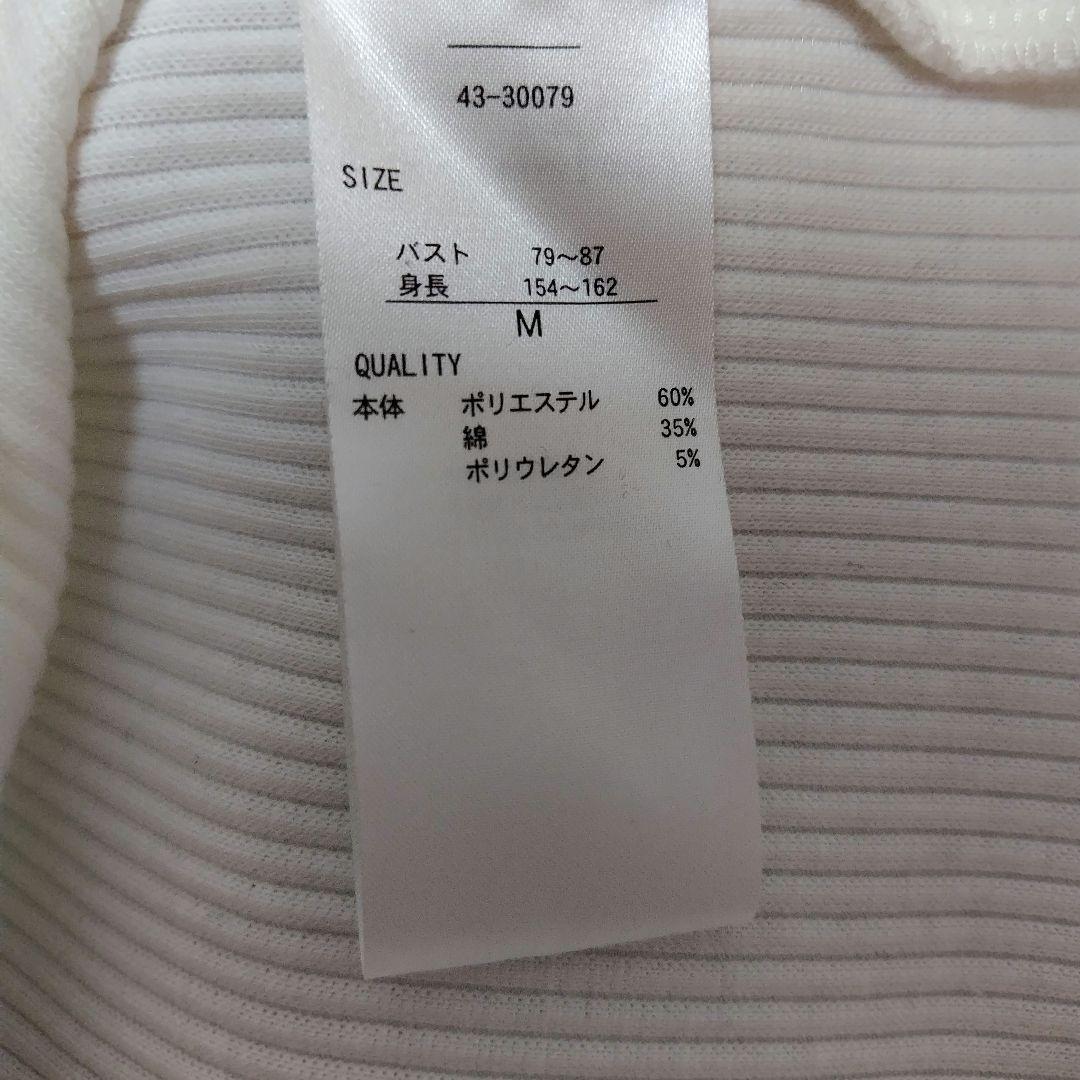 43-30079
SIZE
バスト 79～87
身長 154～162
M
QUALITY
本体 ポリエステル 60%
綿 35%
ポリウレタン 5%